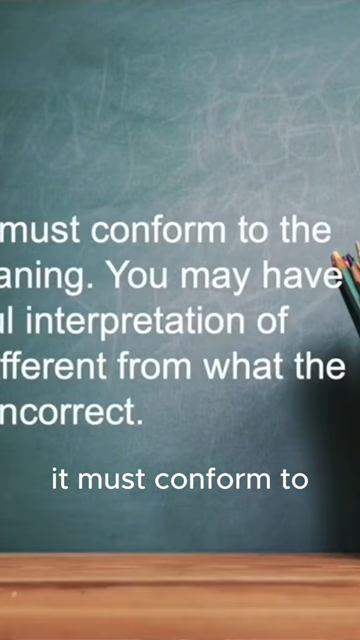 must conform to the
aning. You may have
l interpretation of
fferent from what the
ncorrect.
it must conform to